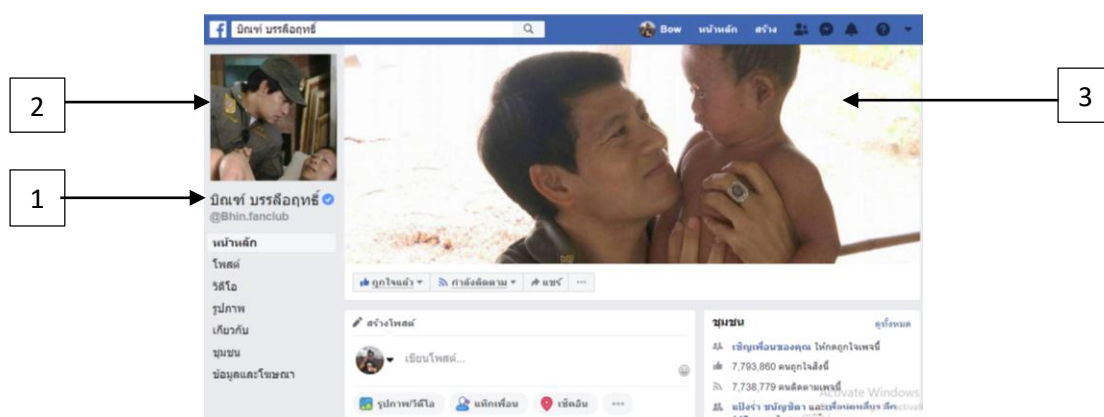 f บิณฑ์ บรรลือฤทธิ์
Bow หน้าหลัก สร้าง
2
3
1
บิณฑ์ บรรลือฤทธิ์
@Bhin.fanclub
หน้าหลัก
โพสต์
วิดีโอ
รูปภาพ
เกี่ยวกับ
ชุมชน
ข้อมูลและโฆษณา
ถูกใจแล้ว กำลังติดตาม แชร์ ...
สร้างโพสต์
เขียนโพสต์...
รูปภาพ/วิดีโอ แท็กเพื่อน เช็คอิน ...
ชุมชน ดูทั้งหมด
เชิญเพื่อนของคุณ ให้กดถูกใจเพจนี้
7,793,860 คนถูกใจสิ่งนี้
7,738,779 คนติดตามเพจนี้
Activate Windows